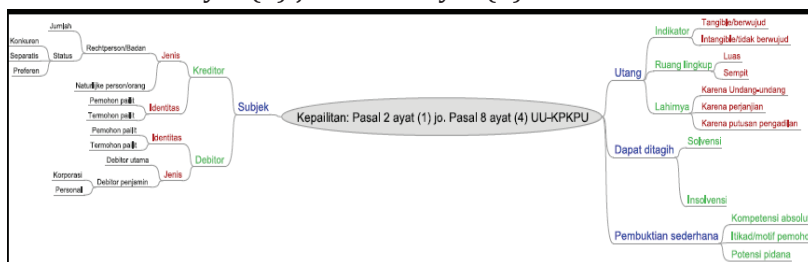 Jumlah
Konkuren
Separatis
Preferen
Status
Rechtperson/Badan
Naturlijke person/orang
Jenis
Pemohon pailit
Termohon pailit
Identitas
Kreditor
Pemohon pailit
Termohon pailit
Identitas
Debitor utama
Korporasi
Personal
Debitor penjamin
Jenis
Debitor
Subjek
Kepailitan: Pasal 2 ayat (1) jo. Pasal 8 ayat (4) UU-KPKPU
Utang
Indikator
Tangible/berwujud
Intangible/tidak berwujud
Ruang lingkup
Luas
Sempit
Lahirnya
Karena Undang-undang
Karena perjanjian
Karena putusan pengadilan
Dapat ditagih
Solvensi
Insolvensi
Pembuktian sederhana
Kompetensi absolu
Itikad/motif pemoho
Potensi pidana